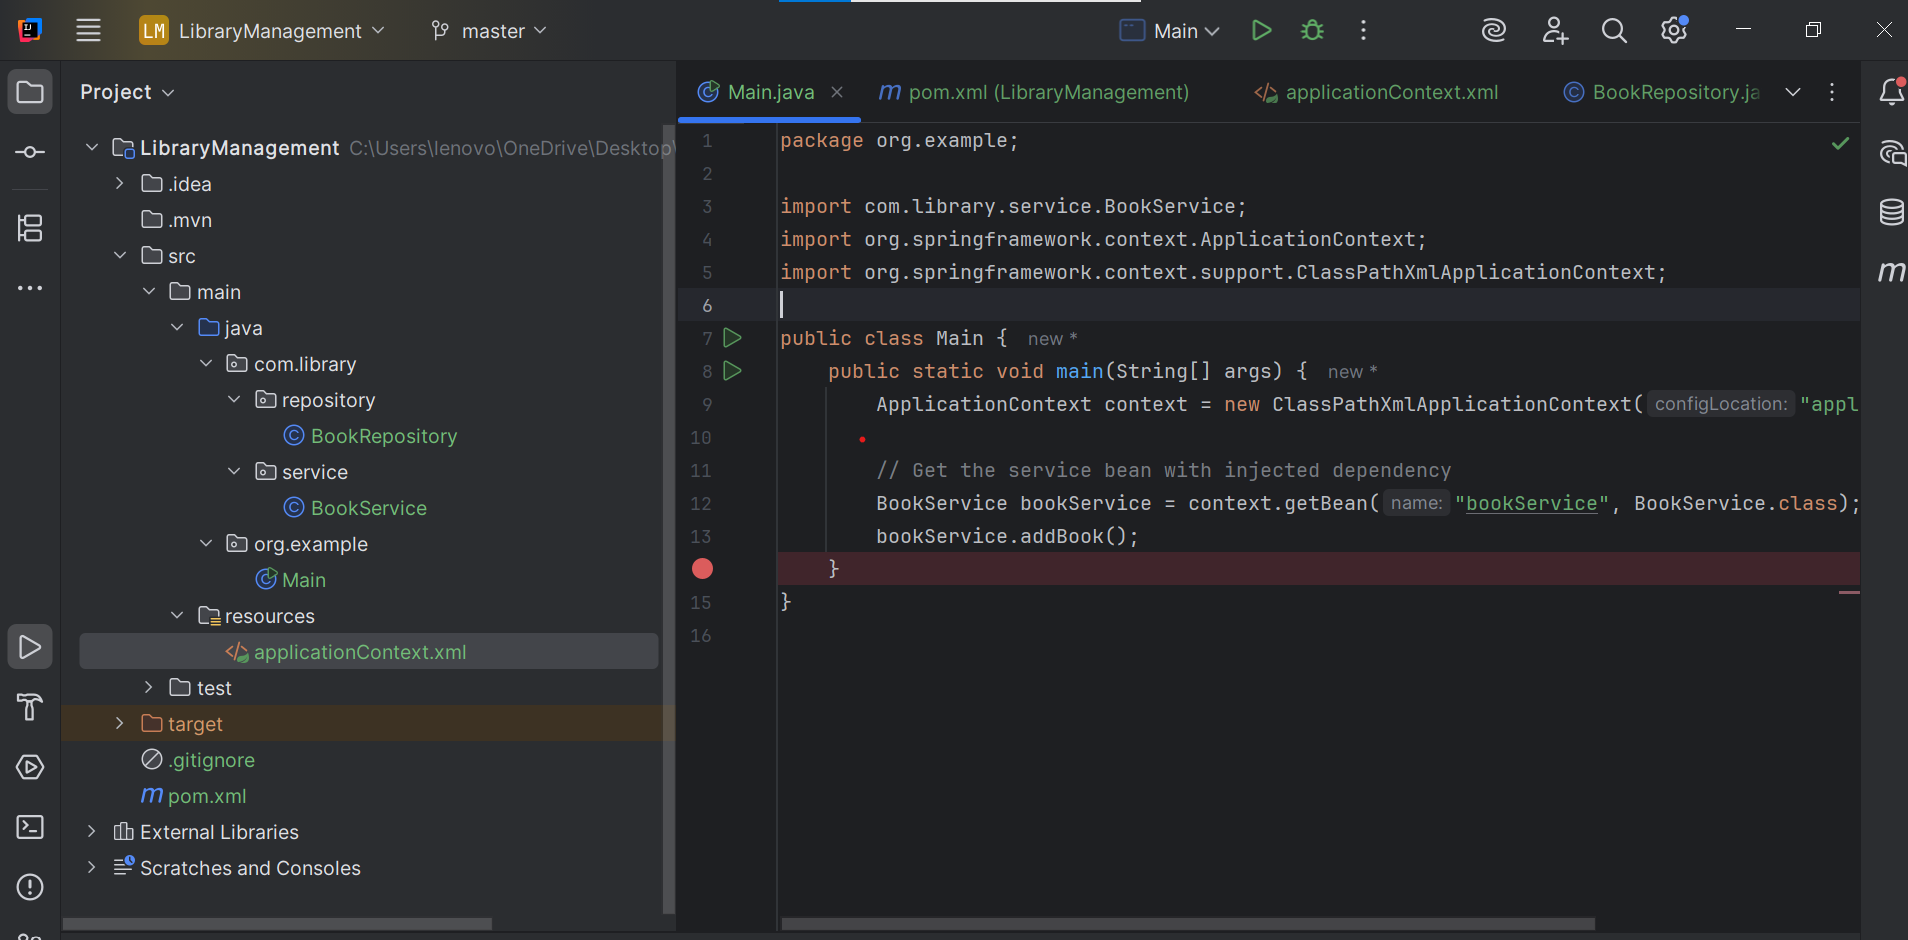 LM LibraryManagement master Main
Project
Main.java
pom.xml (LibraryManagement)
applicationContext.xml
BookRepository.ja
LibraryManagement C:\Users\lenovo\OneDrive\Desktop\
.idea
.mvn
src
main
java
com.library
repository
BookRepository
service
BookService
org.example
Main
resources
applicationContext.xml
test
target
.gitignore
pom.xml
External Libraries
Scratches and Consoles
1 package org.example;
2
3 import com.library.service.BookService;
4 import org.springframework.context.ApplicationContext;
5 import org.springframework.context.support.ClassPathXmlApplicationContext;
6
7 public class Main { new *
8 public static void main(String[] args) { new *
9 ApplicationContext context = new ClassPathXmlApplicationContext( configLocation: "appl
10
11 // Get the service bean with injected dependency
12 BookService bookService = context.getBean( name: "bookService", BookService.class);
13 bookService.addBook();
}
15 }
16